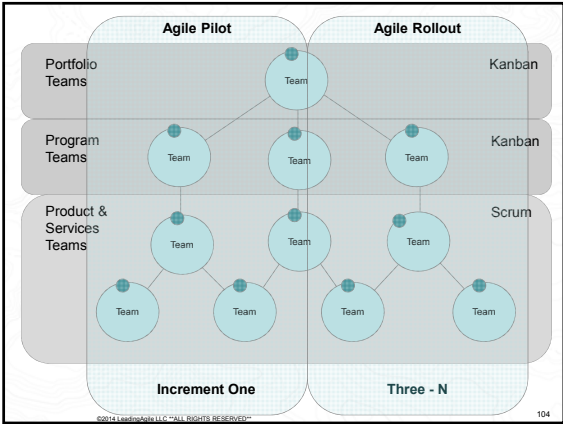 Agile Pilot
Agile Rollout
Portfolio
Teams
Kanban
Team
Program
Teams
Kanban
Team
Team
Team
Product &
Services
Teams
Scrum
Team
Team
Team
Team
Team
Team
Team
Increment One
Three - N
©2014 LeadingAgile LLC **ALL RIGHTS RESERVED**
104